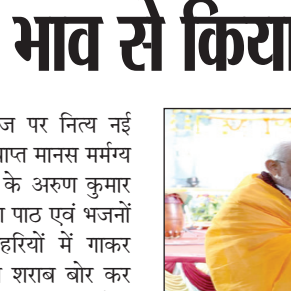 भाव से किया
ज पर नित्य नई
मानस मर्मग्य
के अरुण कुमार
पाठ एवं भजनों
हरियों में गाकर
शराब बोर कर